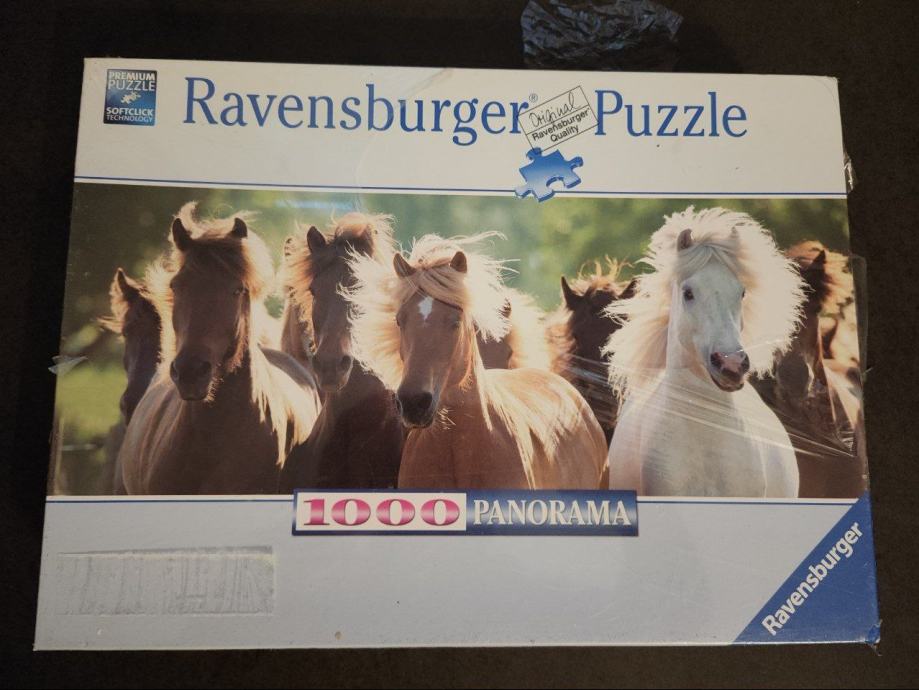 PREMIUM
PUZZLE
SOFTCLICK
TECHNOLOGY
Ravensburger® Puzzle
Original
Ravensburger
Quality
1000 PANORAMA
Ravensburger